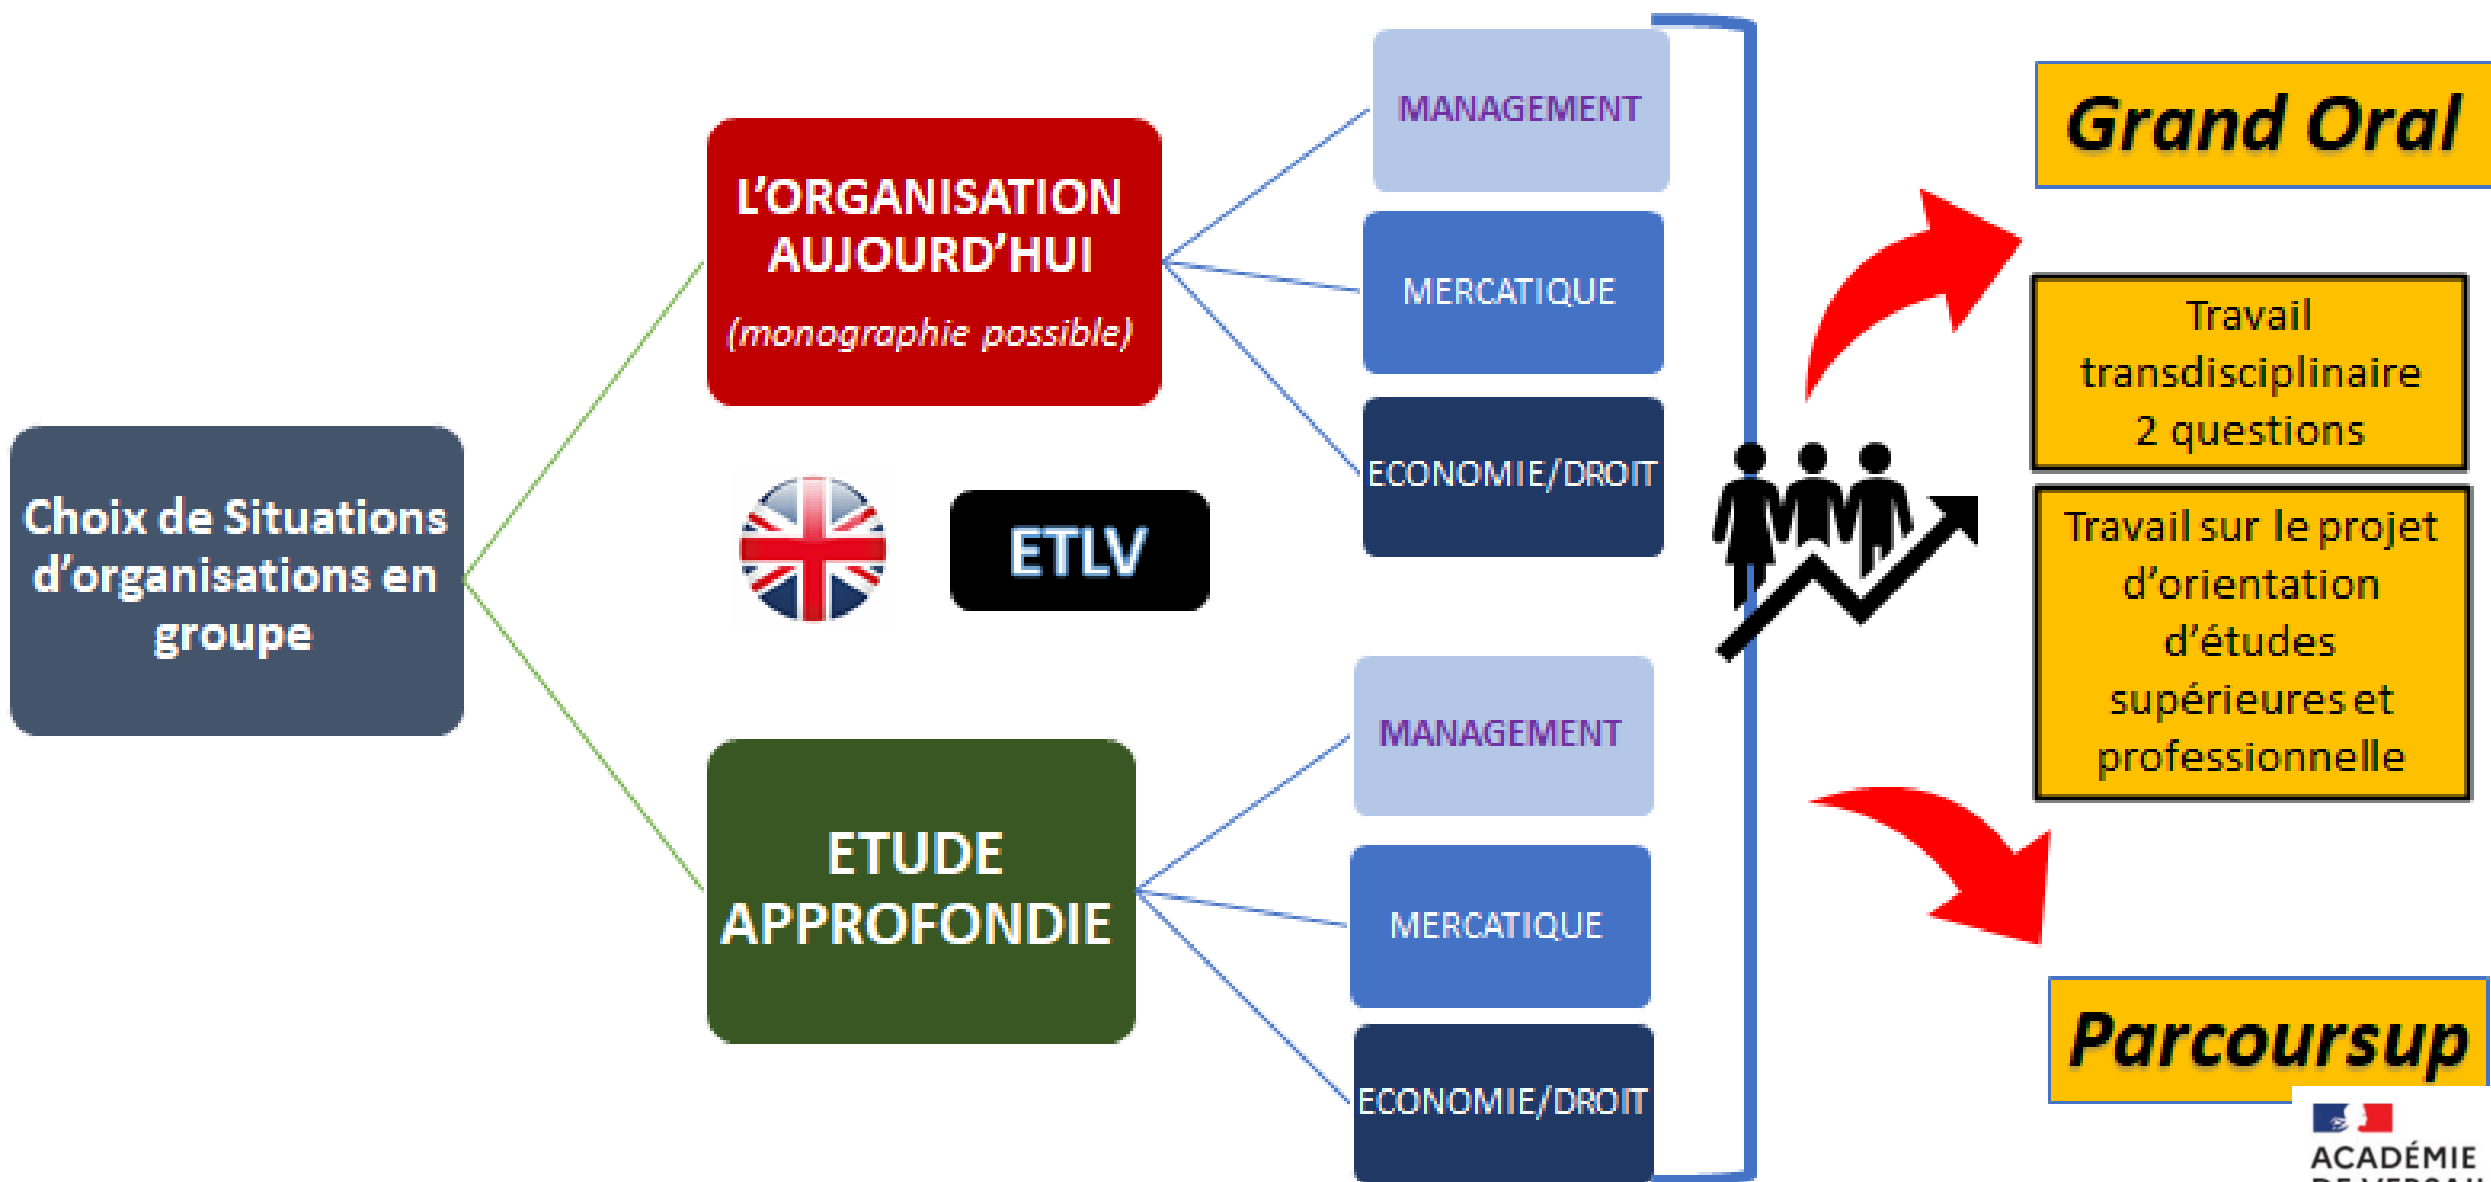 Choix de Situations
d'organisations en
groupe
L'ORGANISATION
AUJOURD'HUI
(monographie possible)
MANAGEMENT
MERCATIQUE
ECONOMIE/DROIT
ETLV
ETUDE
APPROFONDIE
MANAGEMENT
MERCATIQUE
ECONOMIE/DROIT
Grand Oral
Travail
transdisciplinaire
2 questions
Travail sur le projet
d'orientation
d'études
supérieures et
professionnelle
Parcoursup
ACADÉMIE